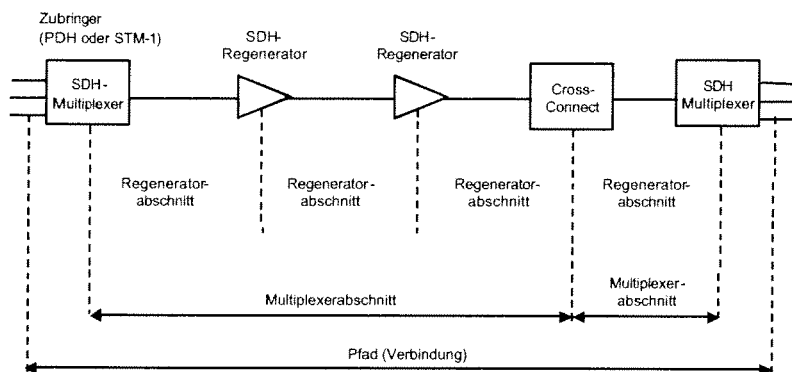 Zubringer
(PDH oder STM-1)
SDH-
Regenerator
SDH-
Regenerator
SDH-
Multiplexer
Cross-
Connect
SDH
Multiplexer
Regenerator-
abschnitt
Regenerator-
abschnitt
Regenerator-
abschnitt
Regenerator-
abschnitt
Multiplexerabschnitt
Multiplexer-
abschnitt
Pfad (Verbindung)